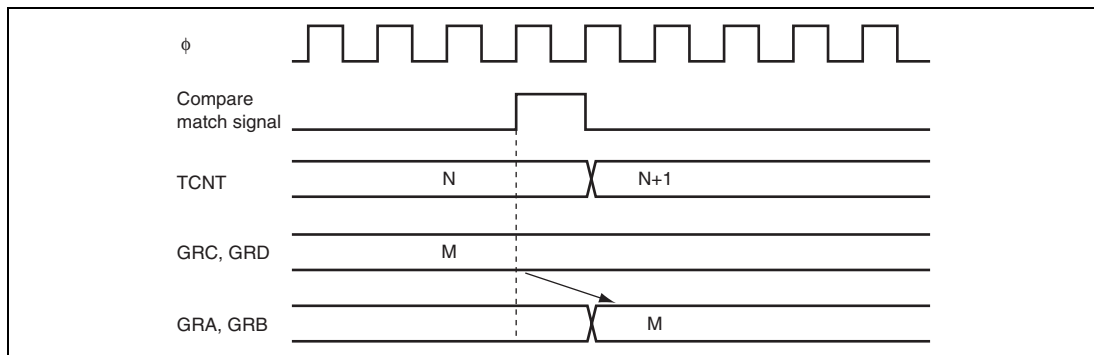 ϕ
Compare
match signal
TCNT N N+1
GRC, GRD M
GRA, GRB M